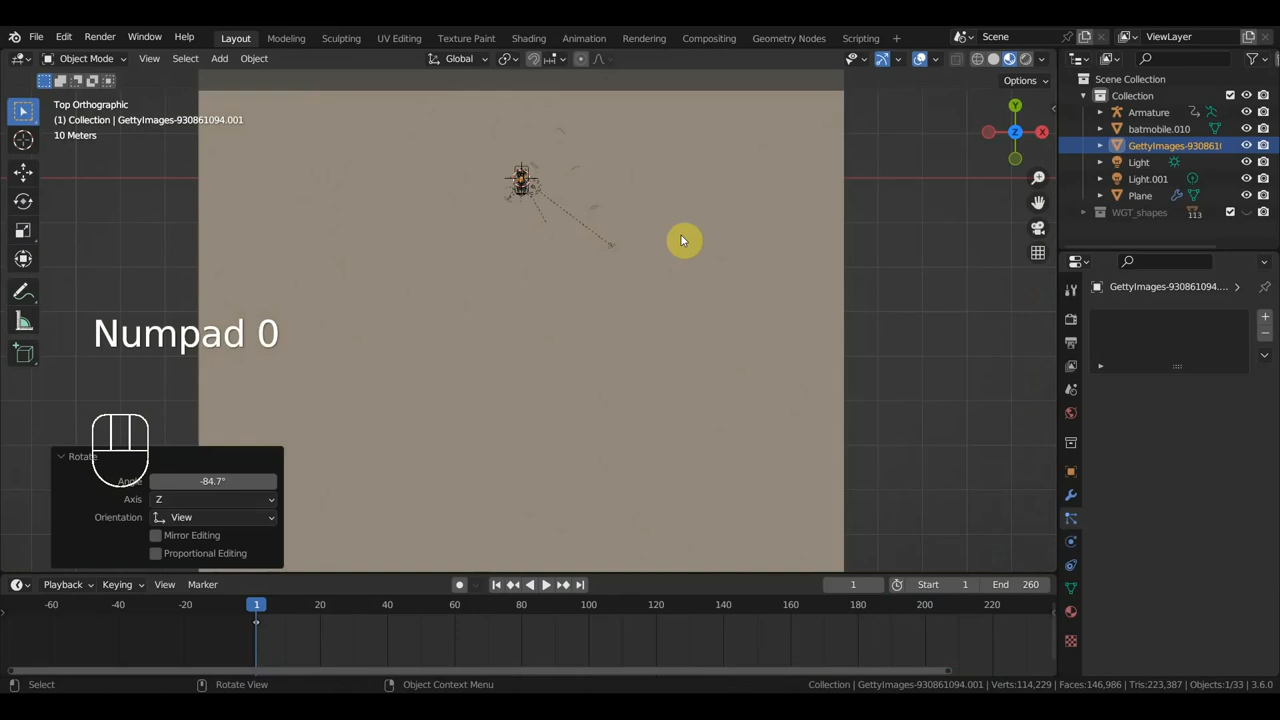 File Edit Render Window Help Layout Modeling Sculpting UV Editing Texture Paint Shading Animation Rendering Compositing Geometry Nodes Scripting + Scene ViewLayer
Object Mode View Select Add Object Global
Options
Top Orthographic
(1) Collection | GettyImages-930861094.001
10 Meters
Y
Z
X
Scene Collection
Collection
Armature
batmobile.010
GettyImages-9308610
Light
Light.001
Plane
WGT_shapes 113
GettyImages-930861094....
Numpad 0
Rotate
Angle -84.7°
Axis Z
Orientation View
Mirror Editing
Proportional Editing
Playback Keying View Marker 1 Start 1 End 260
-60 -40 -20 1 20 40 60 80 100 120 140 160 180 200 220
Select Rotate View Object Context Menu Collection | GettyImages-930861094.001 | Verts:114,229 | Faces:146,986 | Tris:223,387 | Objects:1/33 | 3.6.0